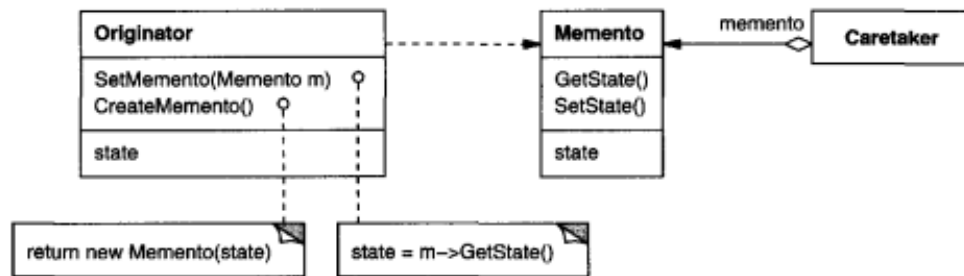 Originator
SetMemento(Memento m)
CreateMemento()
state
return new Memento(state)
state = m->GetState()
Memento
GetState()
SetState()
state
memento
Caretaker